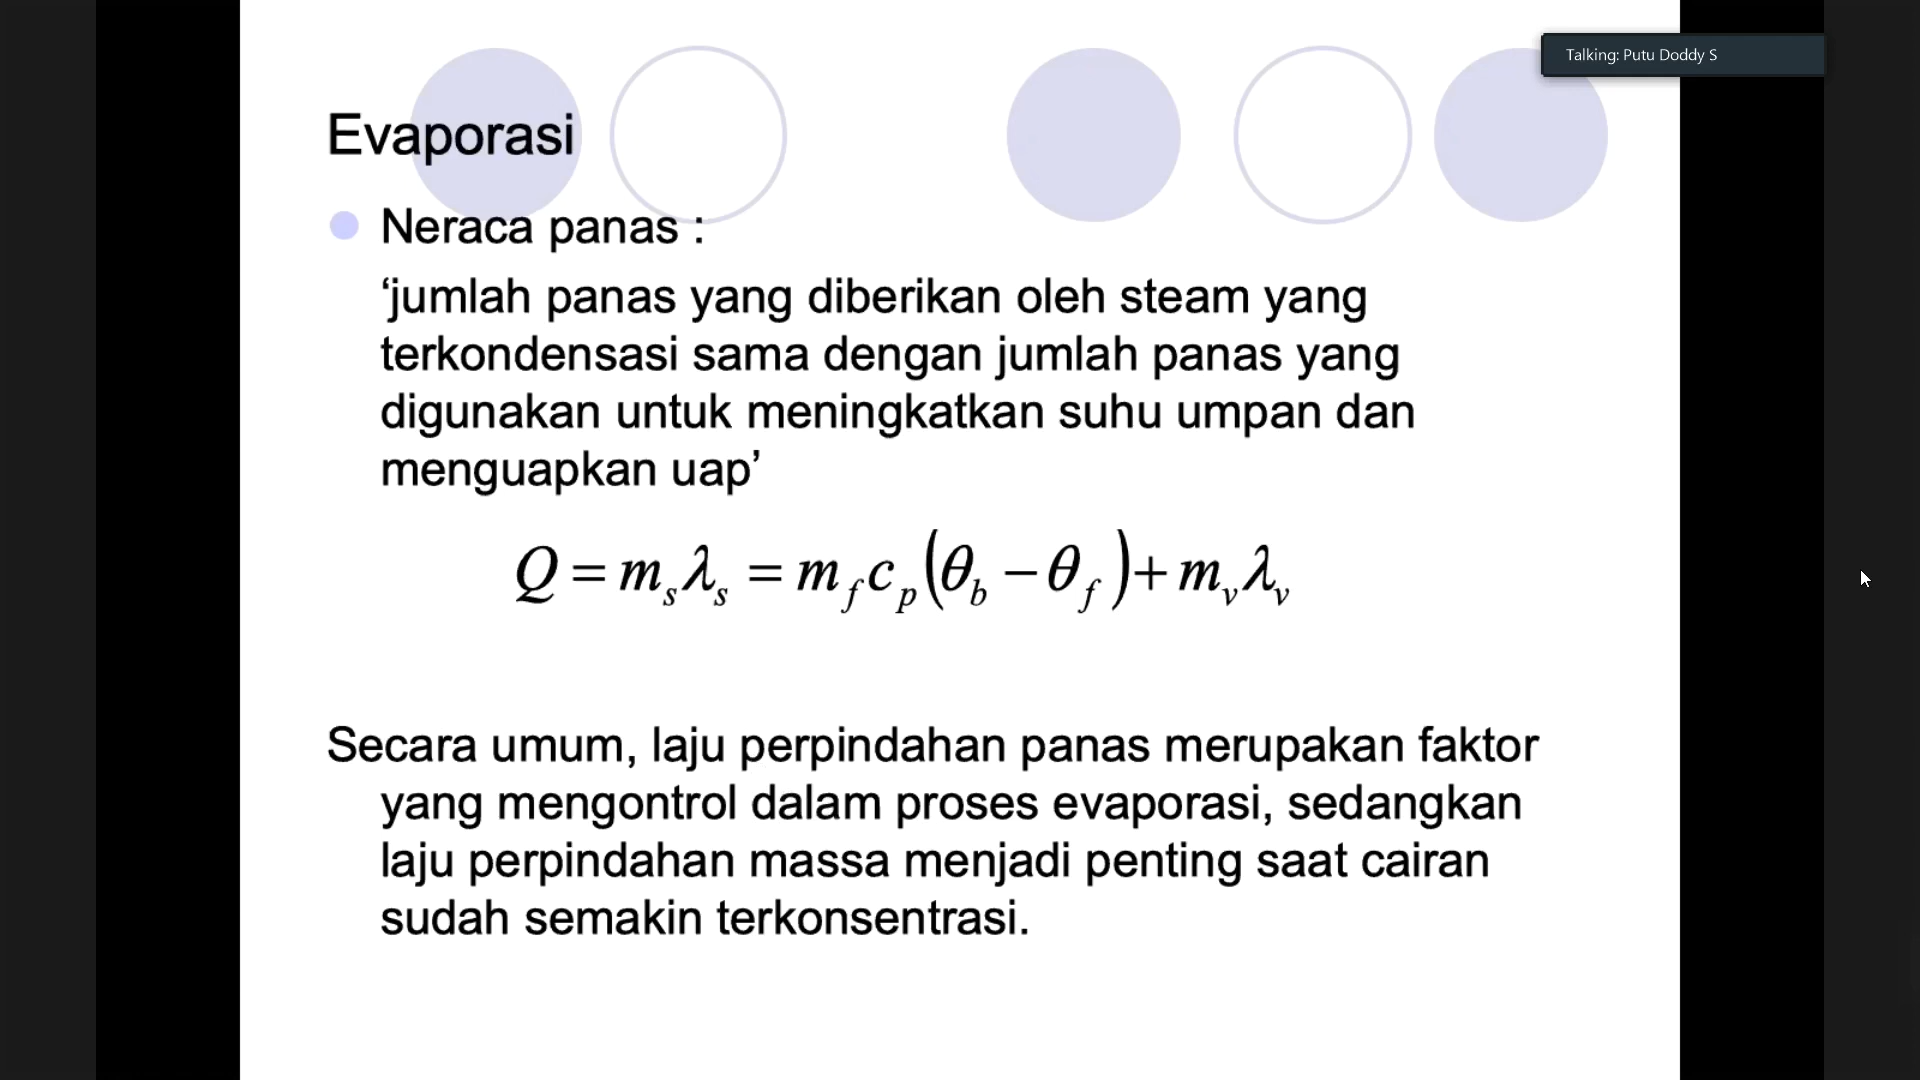 Talking: Putu Doddy S
Evaporasi
Neraca panas :
‘jumlah panas yang diberikan oleh steam yang
terkondensasi sama dengan jumlah panas yang
digunakan untuk meningkatkan suhu umpan dan
menguapkan uap’
Q = m_s λ_s = m_f c_p (θ_b − θ_f) + m_v λ_v
Secara umum, laju perpindahan panas merupakan faktor
yang mengontrol dalam proses evaporasi, sedangkan
laju perpindahan massa menjadi penting saat cairan
sudah semakin terkonsentrasi.